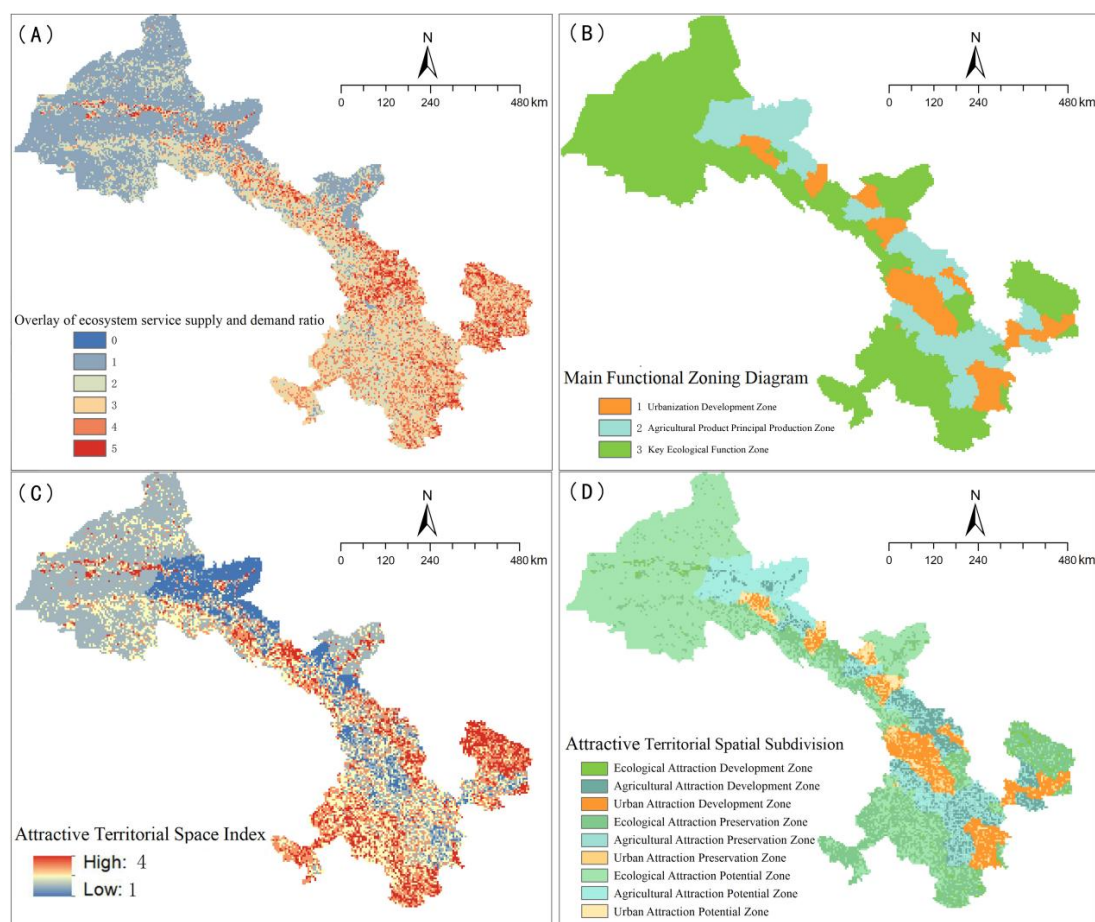 (A)
N
0 120 240 480 km
Overlay of ecosystem service supply and demand ratio
0
1
2
3
4
5
(B)
N
0 120 240 480 km
Main Functional Zoning Diagram
1 Urbanization Development Zone
2 Agricultural Product Principal Production Zone
3 Key Ecological Function Zone
(C)
N
0 120 240 480 km
Attractive Territorial Space Index
High: 4
Low: 1
(D)
N
0 120 240 480 km
Attractive Territorial Spatial Subdivision
Ecological Attraction Development Zone
Agricultural Attraction Development Zone
Urban Attraction Development Zone
Ecological Attraction Preservation Zone
Agricultural Attraction Preservation Zone
Urban Attraction Preservation Zone
Ecological Attraction Potential Zone
Agricultural Attraction Potential Zone
Urban Attraction Potential Zone